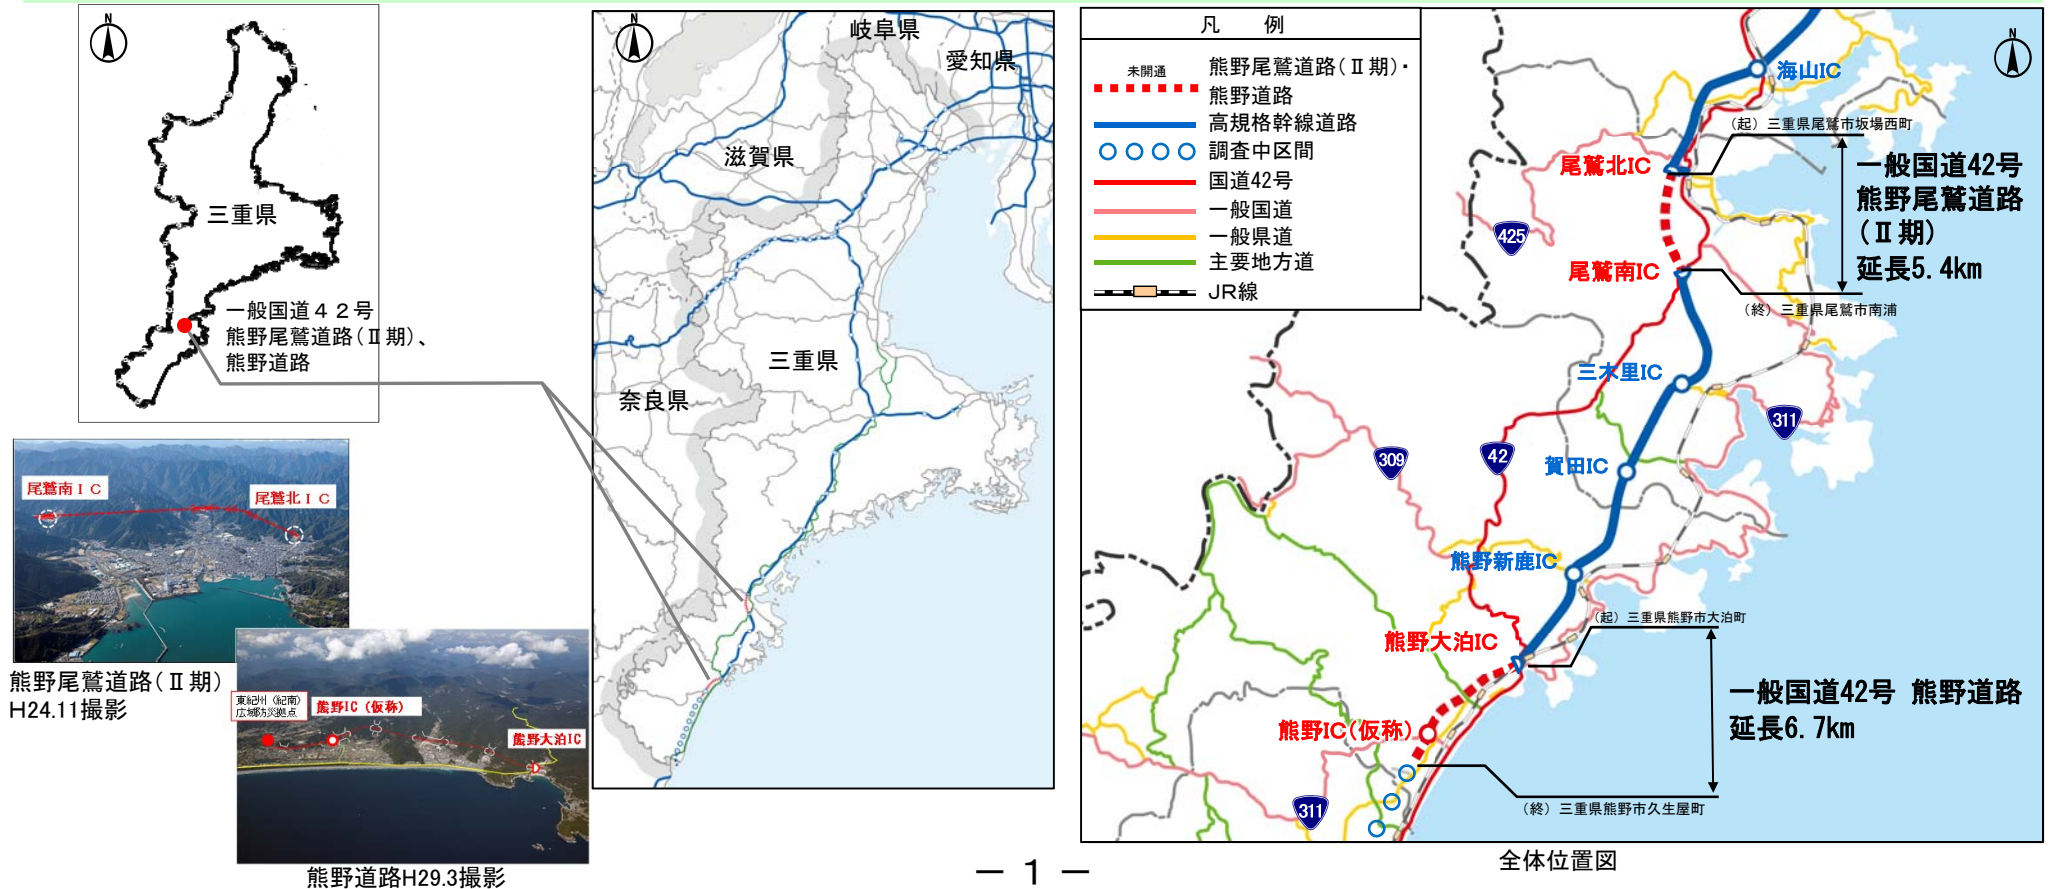 N
三重県
一般国道４２号
熊野尾鷲道路（Ⅱ期）、
熊野道路
尾鷲南ＩＣ
尾鷲北ＩＣ
熊野尾鷲道路（Ⅱ期）
H24.11撮影
東紀州（紀南）
広域防災拠点
熊野IC（仮称）
熊野大泊IC
熊野道路H29.3撮影
N
岐阜県
愛知県
滋賀県
三重県
奈良県
凡　例
未開通
熊野尾鷲道路（Ⅱ期）・
熊野道路
高規格幹線道路
調査中区間
国道42号
一般国道
一般県道
主要地方道
JR線
N
海山IC
（起）三重県尾鷲市坂場西町
尾鷲北IC
一般国道42号
熊野尾鷲道路
（Ⅱ期）
延長5.4km
425
尾鷲南IC
（終）三重県尾鷲市南浦
三木里IC
311
309
42
賀田IC
熊野新鹿IC
（起）三重県熊野市大泊町
熊野大泊IC
一般国道42号 熊野道路
延長6.7km
熊野IC（仮称）
311
（終）三重県熊野市久生屋町
全体位置図
－ 1 －